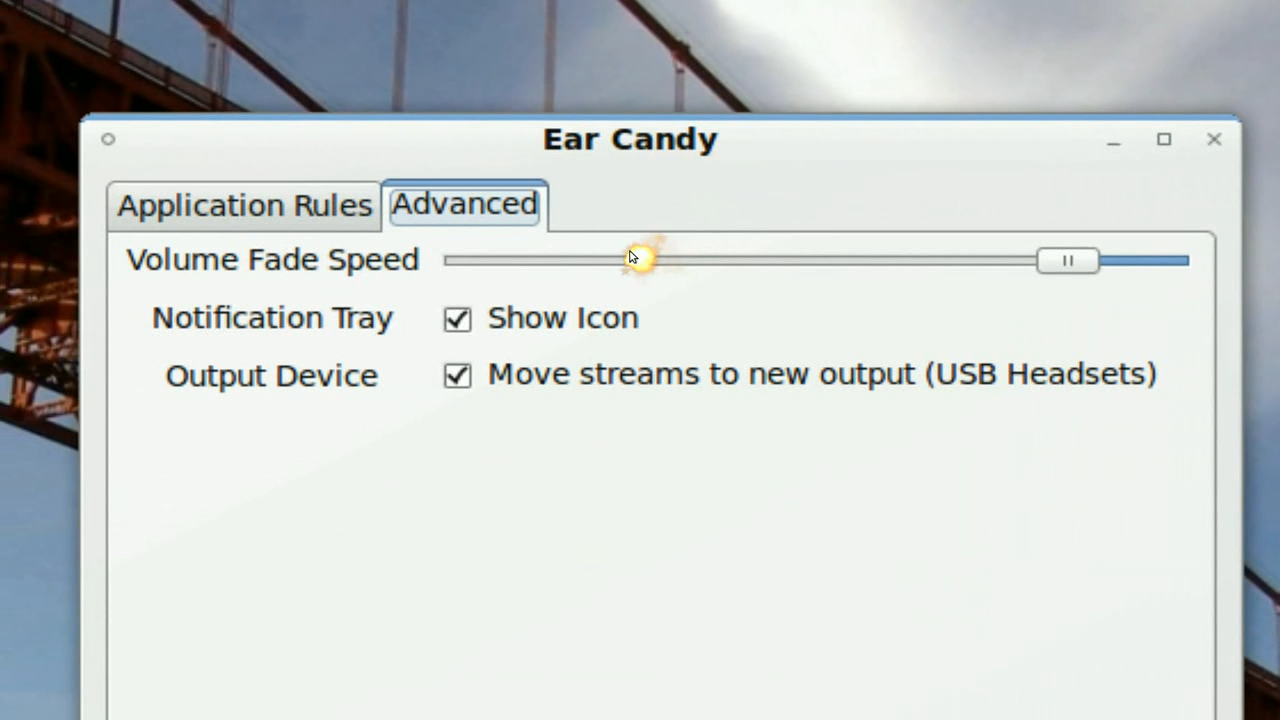 Ear Candy
Application Rules Advanced
Volume Fade Speed
Notification Tray Show Icon
Output Device Move streams to new output (USB Headsets)